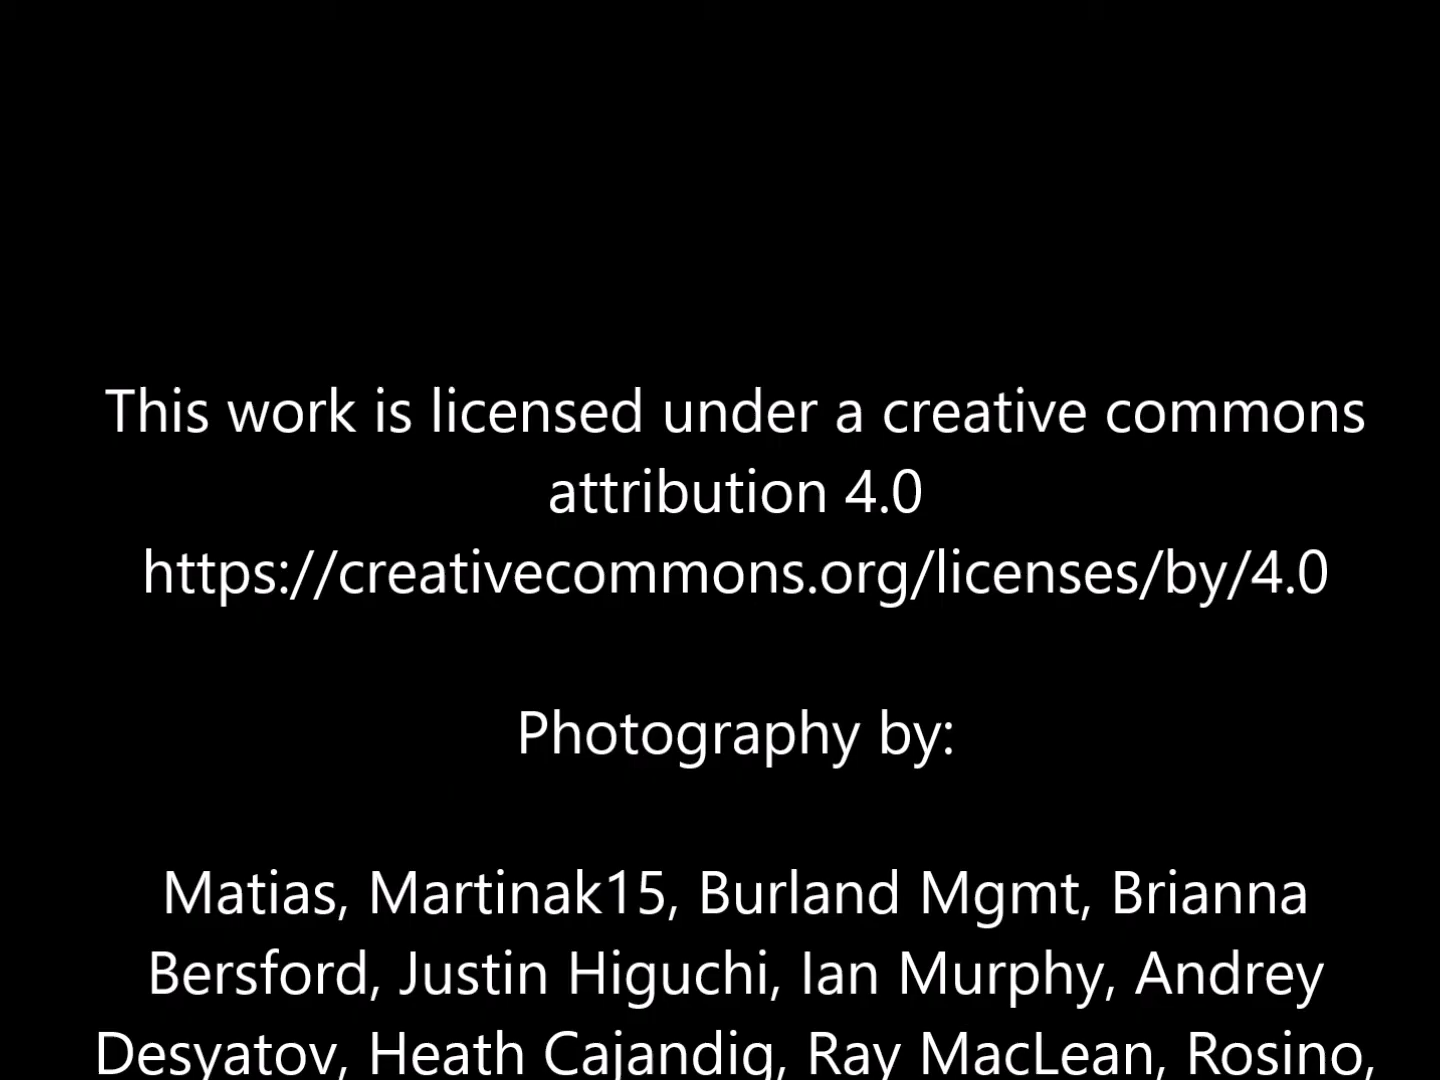 This work is licensed under a creative commons
attribution 4.0
https://creativecommons.org/licenses/by/4.0
Photography by:
Matias, Martinak15, Burland Mgmt, Brianna
Bersford, Justin Higuchi, Ian Murphy, Andrey
Desyatov, Heath Cajandig, Ray MacLean, Rosino,